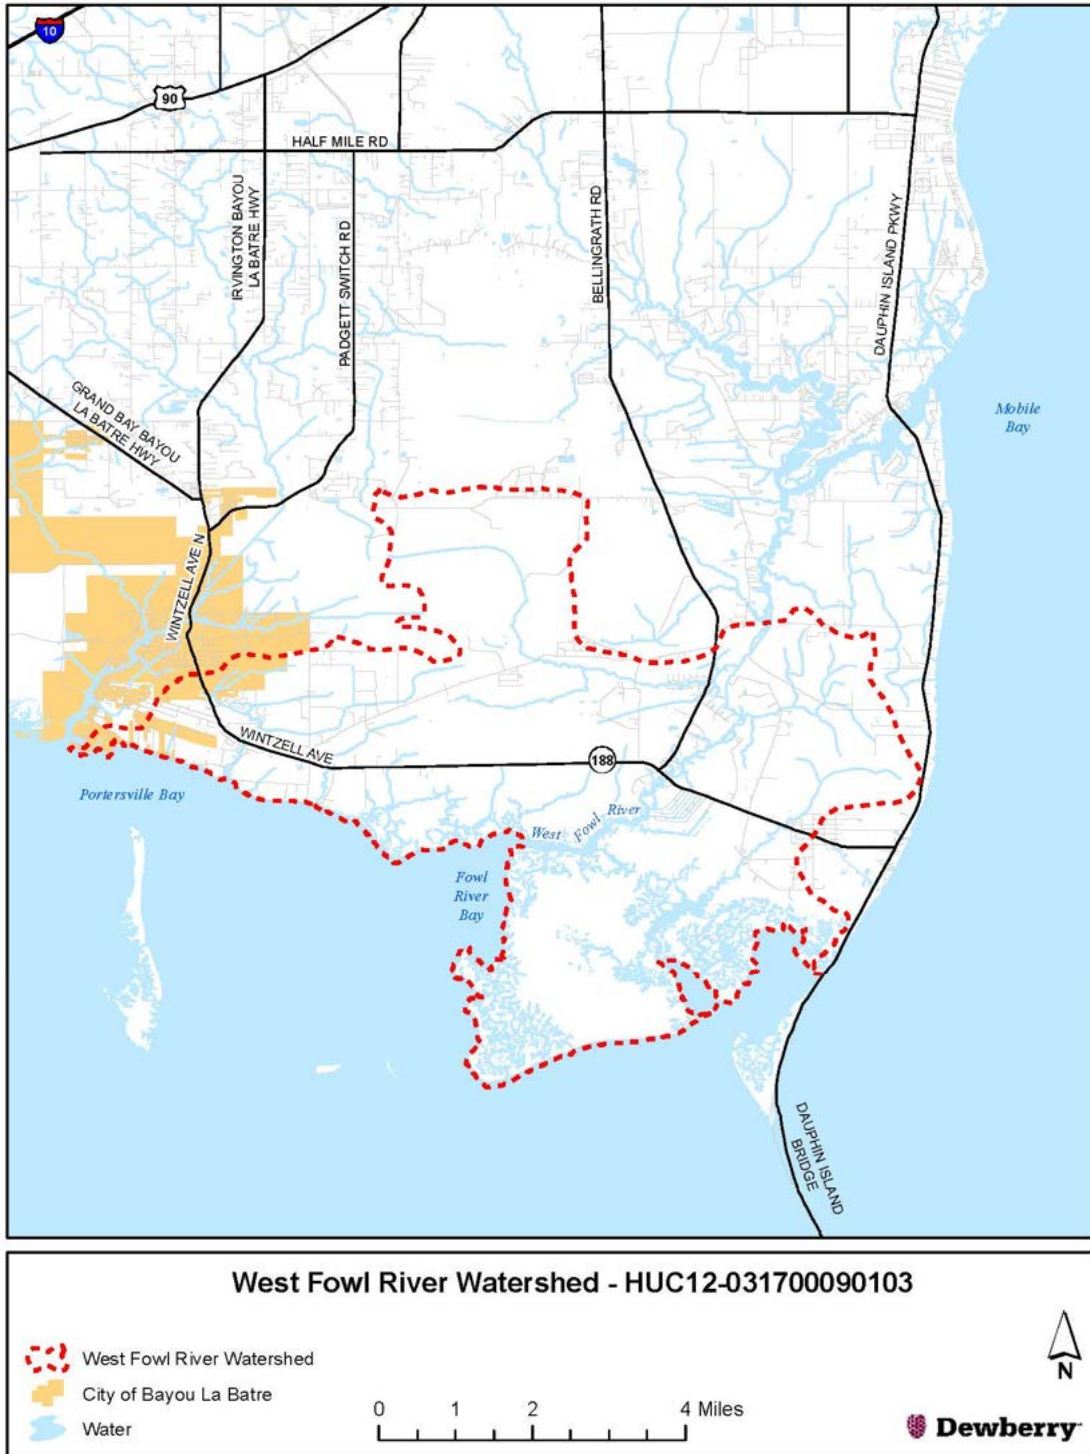 10
90
HALF MILE RD
IRVINGTON BAYOU
LA BATRE HWY
PADGETT SWITCH RD
BELLINGRATH RD
DAUPHIN ISLAND PKWY
GRAND BAY BAYOU
LA BATRE HWY
Mobile
Bay
WINTZELL AVE N
WINTZELL AVE
188
Portersville Bay
West Fowl River
Fowl
River
Bay
DAUPHIN ISLAND
BRIDGE
West Fowl River Watershed - HUC12-031700090103
West Fowl River Watershed
City of Bayou La Batre
Water
0 1 2 4 Miles
N
Dewberry